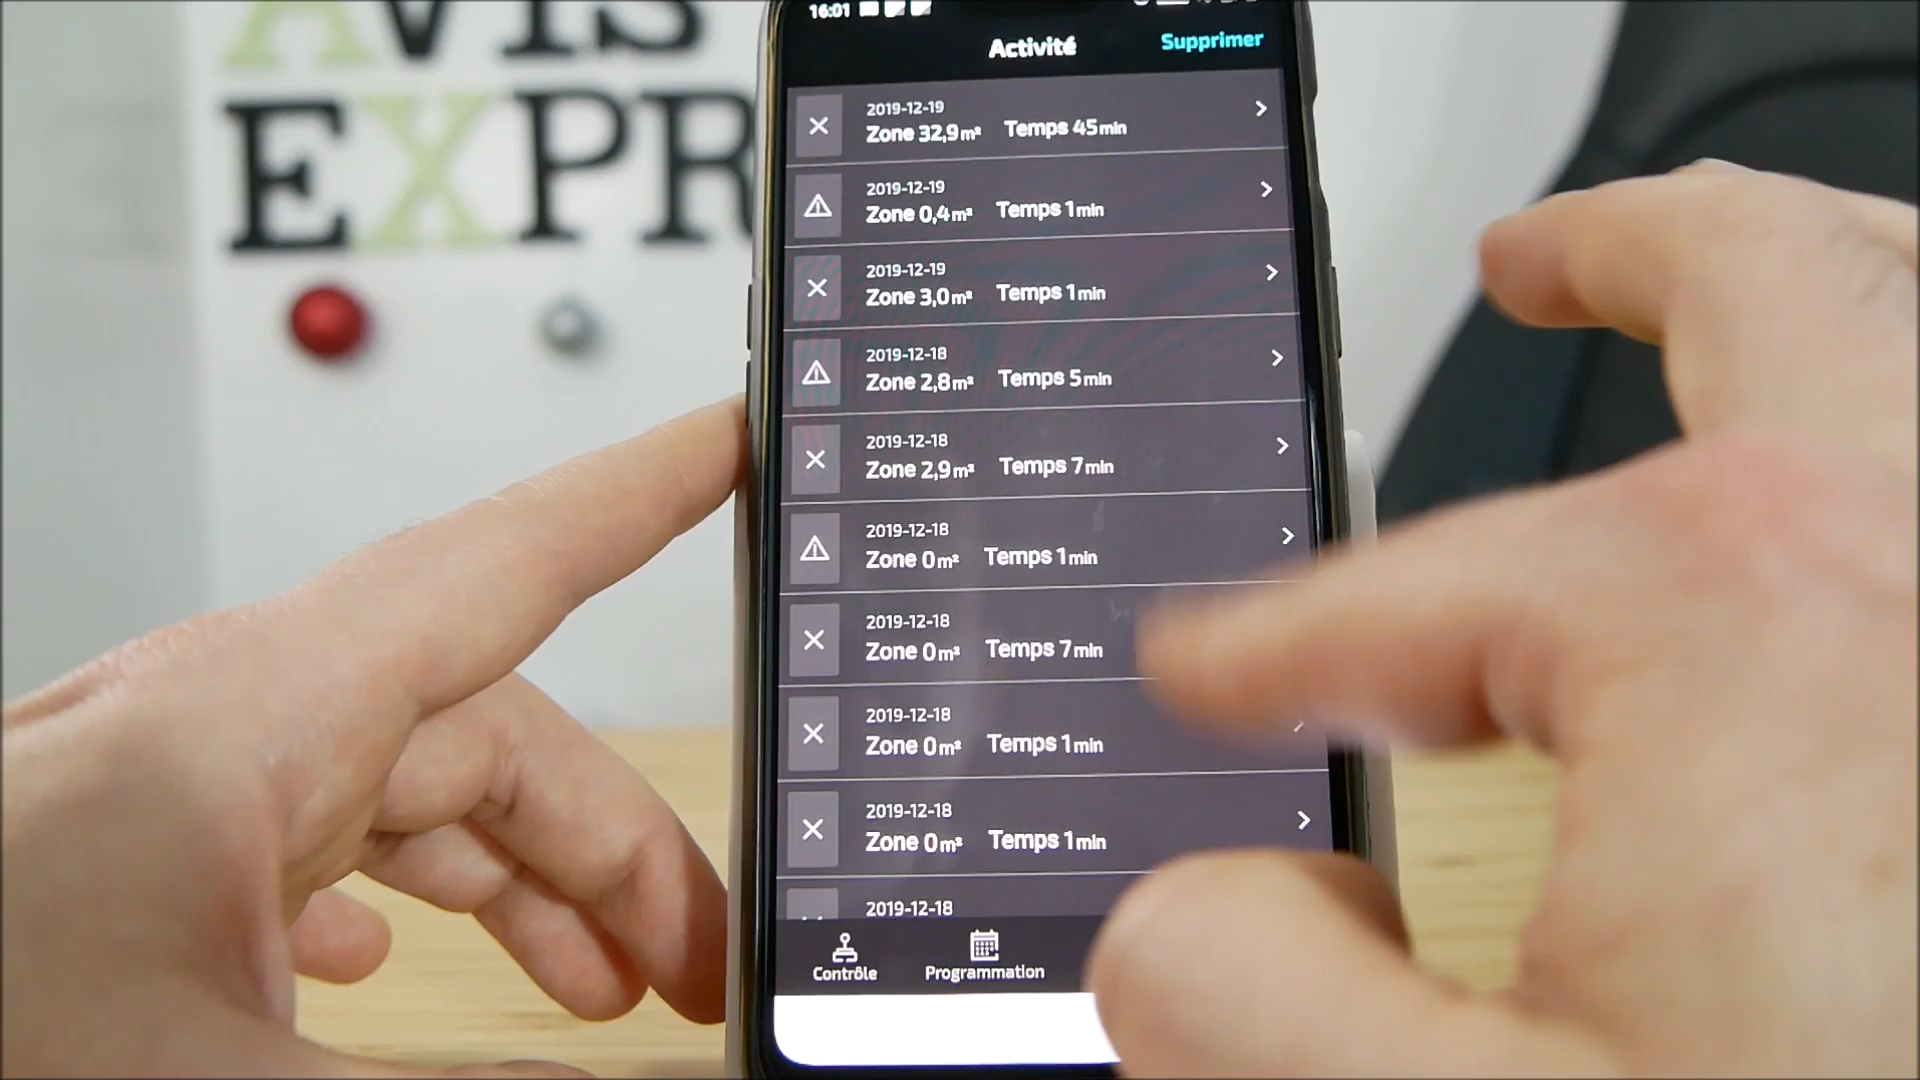 AVIS
EXPR
16:01
Activité
Supprimer
2019-12-19
Zone 32,9m² Temps 45min
2019-12-19
Zone 0,4m² Temps 1min
2019-12-19
Zone 3,0m² Temps 1min
2019-12-18
Zone 2,8m² Temps 5min
2019-12-18
Zone 2,9m² Temps 7min
2019-12-18
Zone 0m² Temps 1min
2019-12-18
Zone 0m² Temps 7min
2019-12-18
Zone 0m² Temps 1min
2019-12-18
Zone 0m² Temps 1min
2019-12-18
Contrôle
Programmation